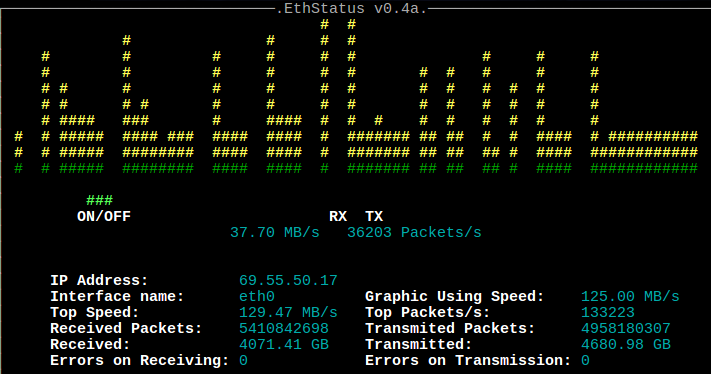 .EthStatus v0.4a.
###
ON/OFF RX TX
37.70 MB/s 36203 Packets/s
IP Address: 69.55.50.17
Interface name: eth0 Graphic Using Speed: 125.00 MB/s
Top Speed: 129.47 MB/s Top Packets/s: 133223
Received Packets: 5410842698 Transmited Packets: 4958180307
Received: 4071.41 GB Transmitted: 4680.98 GB
Errors on Receiving: 0 Errors on Transmission: 0